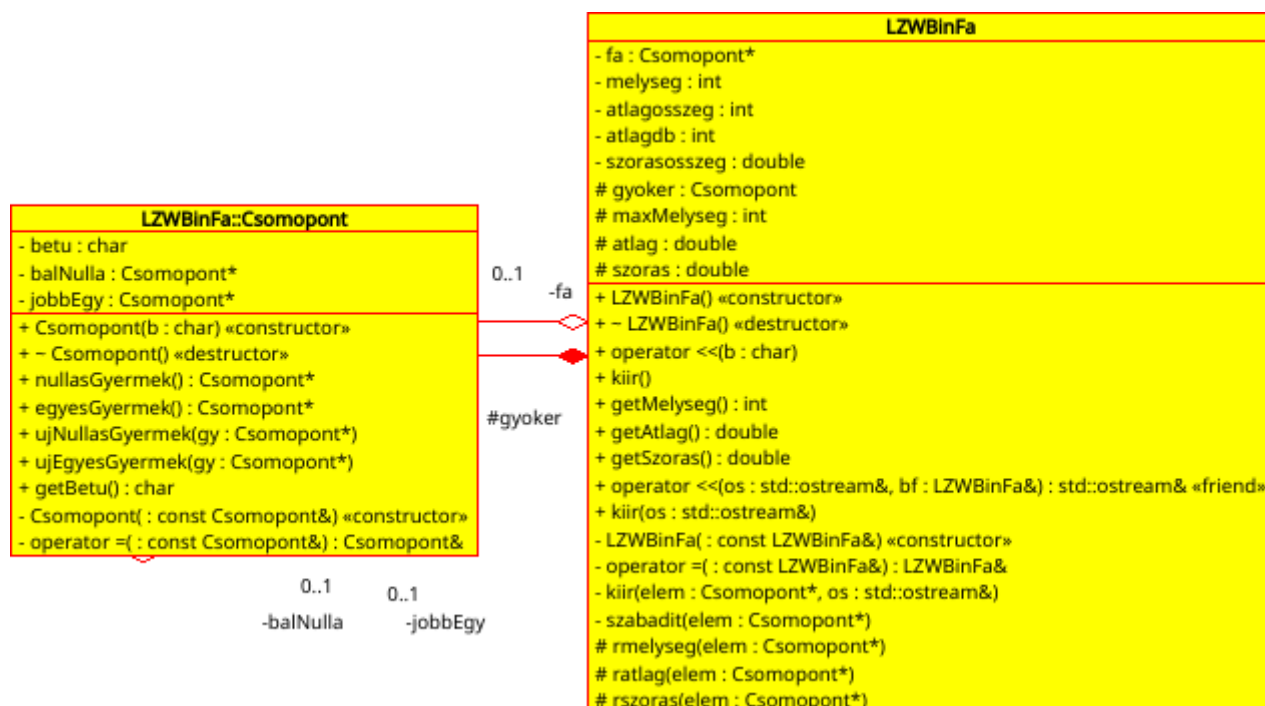 LZWBinFa
- fa : Csomopont*
- melyseg : int
- atlagosszeg : int
- atlagdb : int
- szorasosszeg : double
# gyoker : Csomopont
# maxMelyseg : int
# atlag : double
# szoras : double
+ LZWBinFa() «constructor»
+ ~ LZWBinFa() «destructor»
+ operator <<(b : char)
+ kiir()
+ getMelyseg() : int
+ getAtlag() : double
+ getSzoras() : double
+ operator <<(os : std::ostream&, bf : LZWBinFa&) : std::ostream& «friend»
+ kiir(os : std::ostream&)
- LZWBinFa( : const LZWBinFa&) «constructor»
- operator =( : const LZWBinFa&) : LZWBinFa&
- kiir(elem : Csomopont*, os : std::ostream&)
- szabadit(elem : Csomopont*)
# rmelyseg(elem : Csomopont*)
# ratlag(elem : Csomopont*)
# rszoras(elem : Csomopont*)
LZWBinFa::Csomopont
- betu : char
- balNulla : Csomopont*
- jobbEgy : Csomopont*
+ Csomopont(b : char) «constructor»
+ ~ Csomopont() «destructor»
+ nullasGyermek() : Csomopont*
+ egyesGyermek() : Csomopont*
+ ujNullasGyermek(gy : Csomopont*)
+ ujEgyesGyermek(gy : Csomopont*)
+ getBetu() : char
- Csomopont( : const Csomopont&) «constructor»
- operator =( : const Csomopont&) : Csomopont&
0..1
-fa
#gyoker
0..1
0..1
-balNulla
-jobbEgy